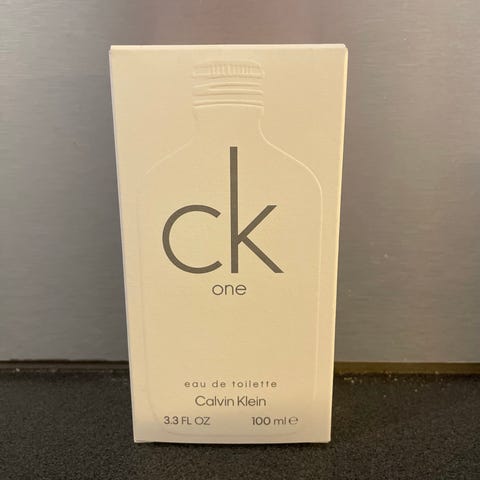 ck
one
eau de toilette
Calvin Klein
3.3 FL OZ 100 ml ℮